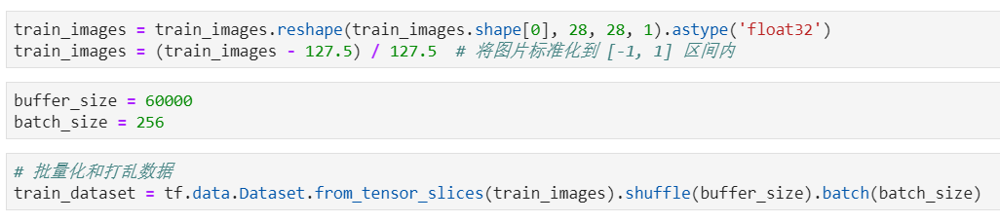 train_images = train_images.reshape(train_images.shape[0], 28, 28, 1).astype('float32')
train_images = (train_images - 127.5) / 127.5  # 将图片标准化到 [-1, 1] 区间内
buffer_size = 60000
batch_size = 256
# 批量化和打乱数据
train_dataset = tf.data.Dataset.from_tensor_slices(train_images).shuffle(buffer_size).batch(batch_size)